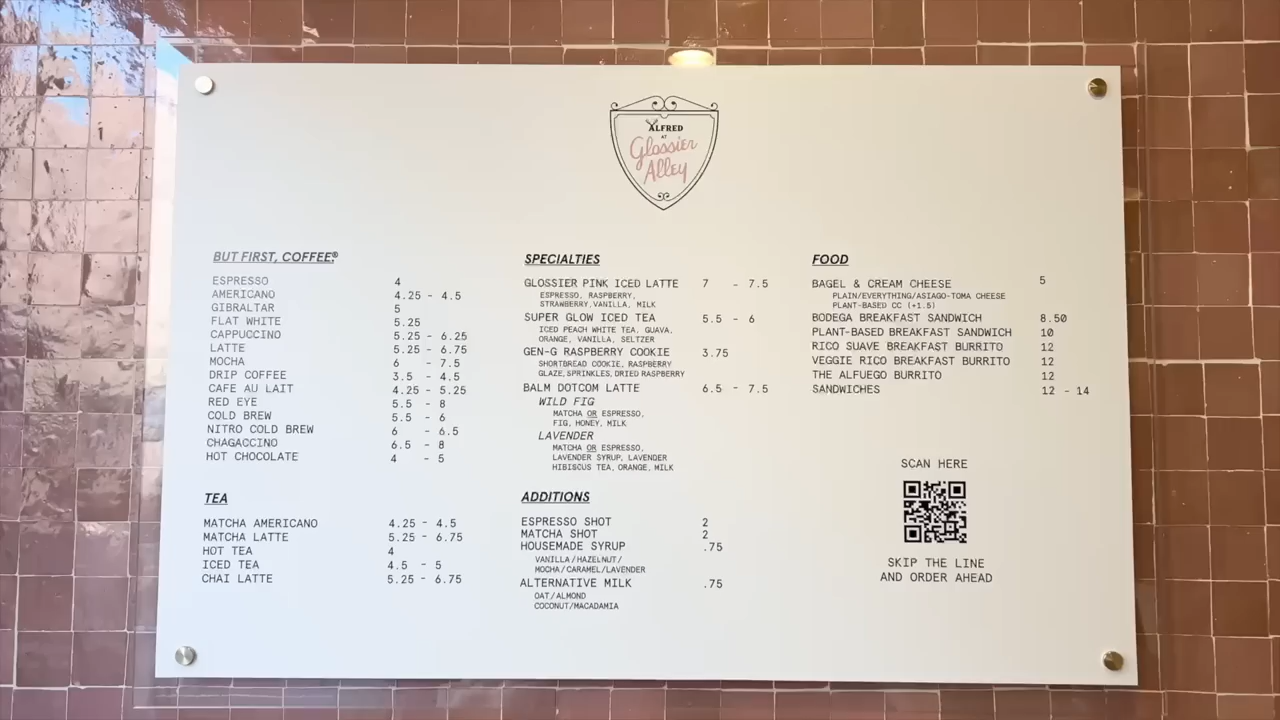 ALFRED
AT
Glossier
Alley
BUT FIRST, COFFEE®
ESPRESSO 4
AMERICANO 4.25 - 4.5
GIBRALTAR 5
FLAT WHITE 5.25
CAPPUCCINO 5.25 - 6.25
LATTE 5.25 - 6.75
MOCHA 6 - 7.5
DRIP COFFEE 3.5 - 4.5
CAFE AU LAIT 4.25 - 5.25
RED EYE 5.5 - 8
COLD BREW 5.5 - 6
NITRO COLD BREW 6 - 6.5
CHAGACCINO 6.5 - 8
HOT CHOCOLATE 4 - 5
TEA
MATCHA AMERICANO 4.25 - 4.5
MATCHA LATTE 5.25 - 6.75
HOT TEA 4
ICED TEA 4.5 - 5
CHAI LATTE 5.25 - 6.75
SPECIALTIES
GLOSSIER PINK ICED LATTE 7 - 7.5
ESPRESSO, RASPBERRY,
STRAWBERRY, VANILLA, MILK
SUPER GLOW ICED TEA 5.5 - 6
ICED PEACH WHITE TEA, GUAVA,
ORANGE, VANILLA, SELTZER
GEN-G RASPBERRY COOKIE 3.75
SHORTBREAD COOKIE, RASPBERRY
GLAZE, SPRINKLES, DRIED RASPBERRY
BALM DOTCOM LATTE 6.5 - 7.5
WILD FIG
MATCHA OR ESPRESSO,
FIG, HONEY, MILK
LAVENDER
MATCHA OR ESPRESSO,
LAVENDER SYRUP, LAVENDER
HIBISCUS TEA, ORANGE, MILK
ADDITIONS
ESPRESSO SHOT 2
MATCHA SHOT 2
HOUSEMADE SYRUP .75
VANILLA/HAZELNUT/
MOCHA/CARAMEL/LAVENDER
ALTERNATIVE MILK .75
OAT/ALMOND
COCONUT/MACADAMIA
FOOD
BAGEL & CREAM CHEESE 5
PLAIN/EVERYTHING/ASIAGO-TOMA CHEESE
PLANT-BASED CC (+1.5)
BODEGA BREAKFAST SANDWICH 8.50
PLANT-BASED BREAKFAST SANDWICH 10
RICO SUAVE BREAKFAST BURRITO 12
VEGGIE RICO BREAKFAST BURRITO 12
THE ALFUEGO BURRITO 12
SANDWICHES 12 - 14
SCAN HERE
SKIP THE LINE
AND ORDER AHEAD